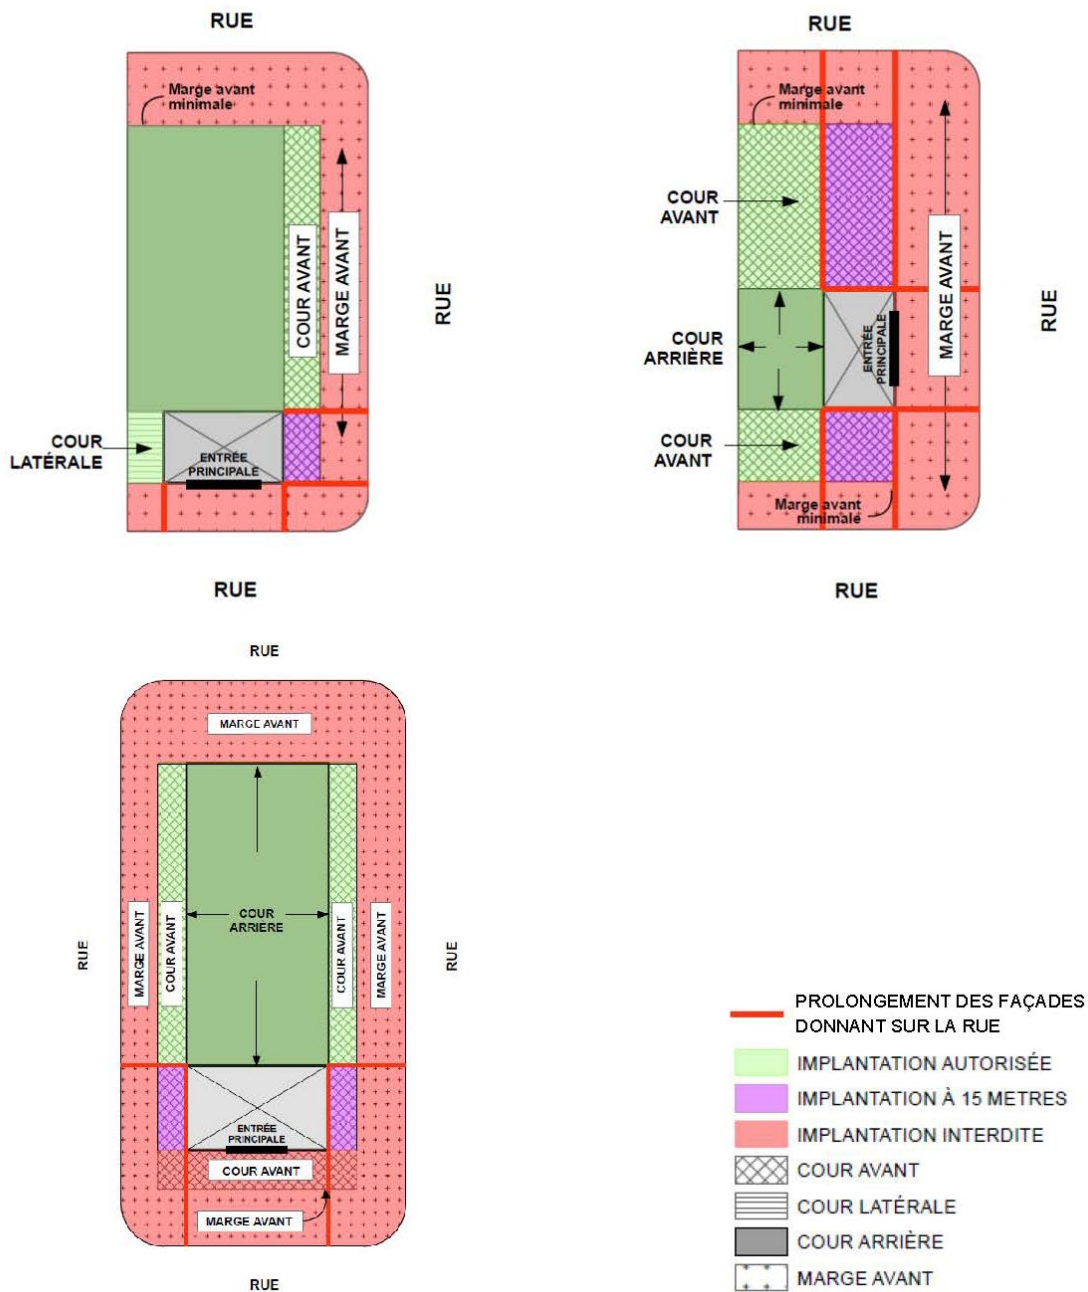 RUE
Marge avant
minimale
COUR AVANT
MARGE AVANT
RUE
COUR
LATÉRALE
ENTRÉE
PRINCIPALE
RUE
RUE
Marge avant
minimale
COUR
AVANT
MARGE AVANT
RUE
COUR
ARRIÈRE
ENTRÉE
PRINCIPALE
COUR
AVANT
Marge avant
minimale
RUE
RUE
MARGE AVANT
RUE
MARGE AVANT
COUR AVANT
COUR
ARRIÈRE
COUR AVANT
MARGE AVANT
RUE
ENTRÉE
PRINCIPALE
COUR AVANT
MARGE AVANT
RUE
PROLONGEMENT DES FAÇADES
DONNANT SUR LA RUE
IMPLANTATION AUTORISÉE
IMPLANTATION À 15 METRES
IMPLANTATION INTERDITE
COUR AVANT
COUR LATÉRALE
COUR ARRIÈRE
MARGE AVANT